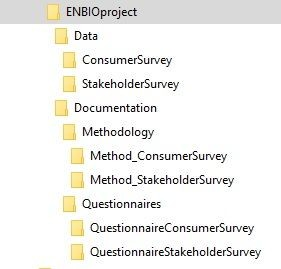 ENBIOproject
Data
ConsumerSurvey
StakeholderSurvey
Documentation
Methodology
Method_ConsumerSurvey
Method_StakeholderSurvey
Questionnaires
QuestionnaireConsumerSurvey
QuestionnaireStakeholderSurvey